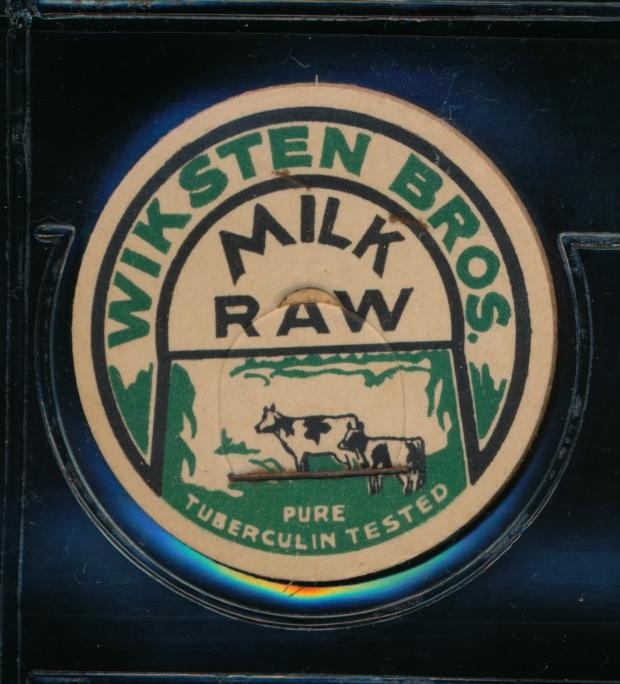 WIKSTEN BROS.
MILK
RAW
PURE
TUBERCULIN TESTED